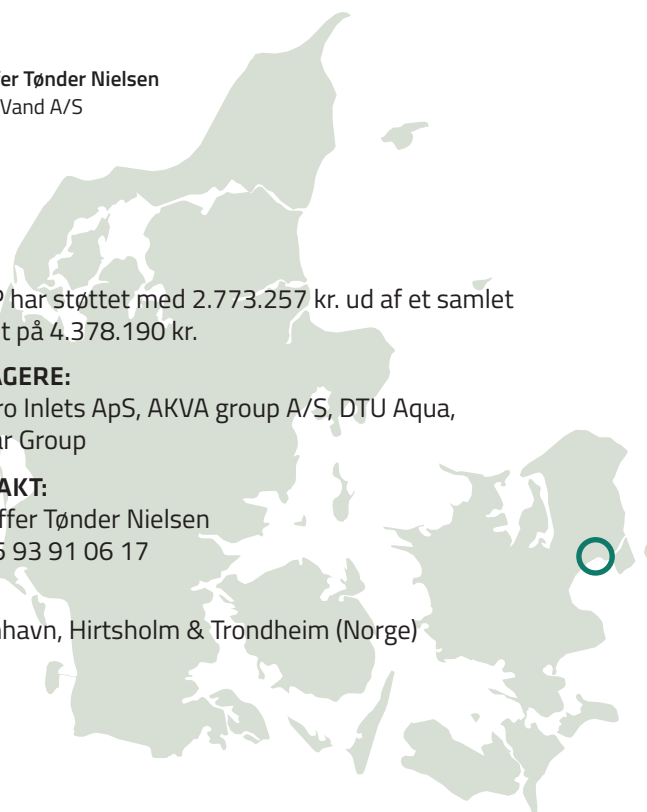 er Tønder Nielsen
Vand A/S
har støttet med 2.773.257 kr. ud af et samlet
t på 4.378.190 kr.
AGERE:
ro Inlets ApS, AKVA group A/S, DTU Aqua,
ar Group
AKT:
ffer Tønder Nielsen
93 91 06 17
nhavn, Hirtsholm & Trondheim (Norge)